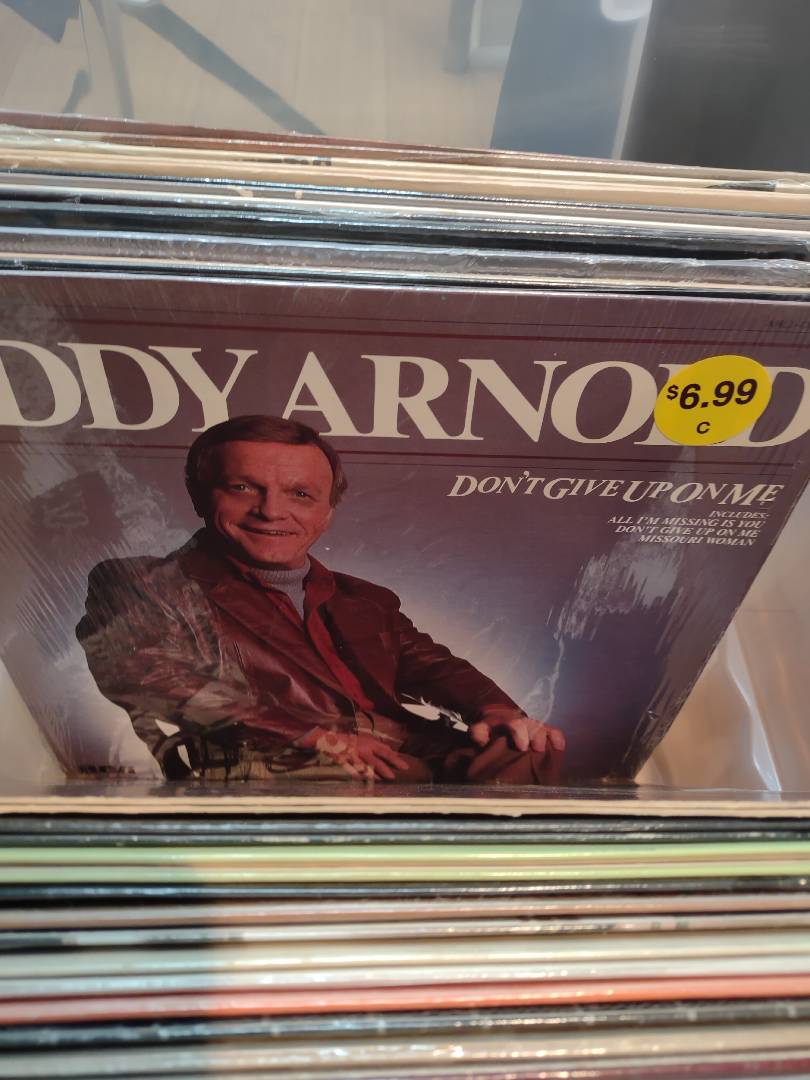 DDY ARNOLD
$6.99
C
DON'T GIVE UP ON ME
INCLUDES:
ALL I'M MISSING IS YOU
DON'T GIVE UP ON ME
MISSOURI WOMAN